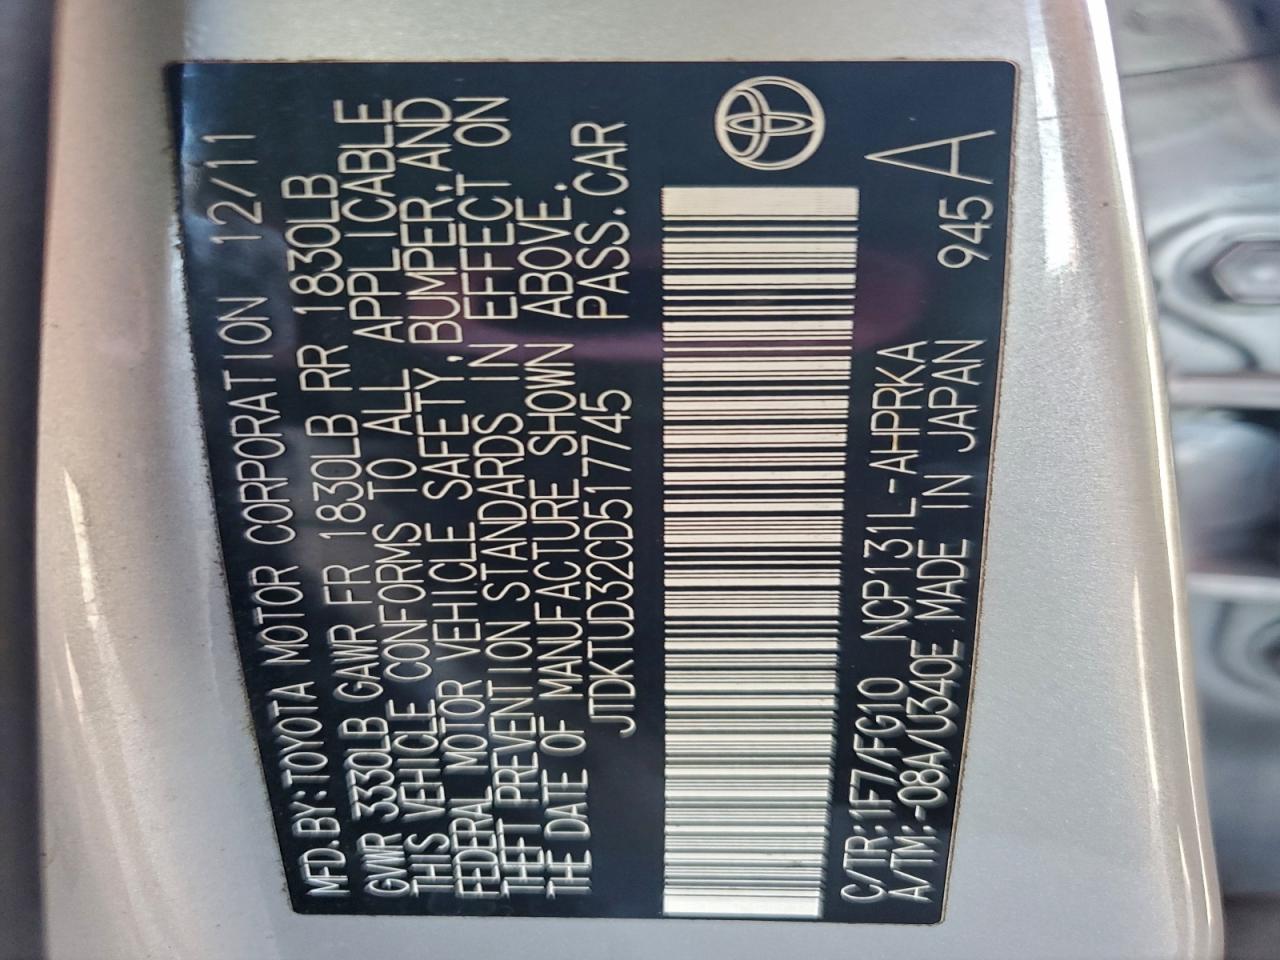 MFD.BY:TOYOTA MOTOR CORPORATION 12/11
GVWR 3330LB GAWR FR 1830LB RR 1830LB
THIS VEHICLE CONFORMS TO ALL APPLICABLE
FEDERAL MOTOR VEHICLE SAFETY, BUMPER, AND
THEFT PREVENTION STANDARDS IN EFFECT ON
THE DATE OF MANUFACTURE SHOWN ABOVE.
JTDKTUD32CD517745 PASS.CAR
C/TR:1F7/FG10 NCP131L-AHPRKA
A/TM:-08A/U340E MADE IN JAPAN 945 A